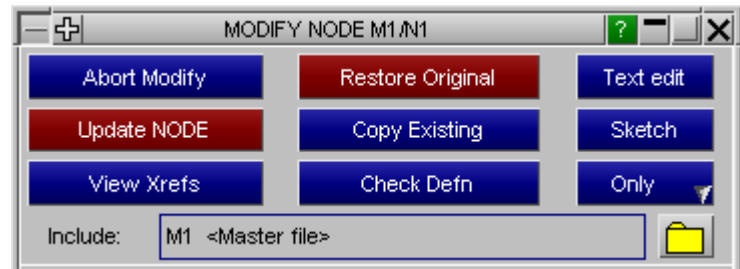 MODIFY NODE M1/N1 ?
Abort Modify Restore Original Text edit
Update NODE Copy Existing Sketch
View Xrefs Check Defn Only
Include: M1 <Master file>